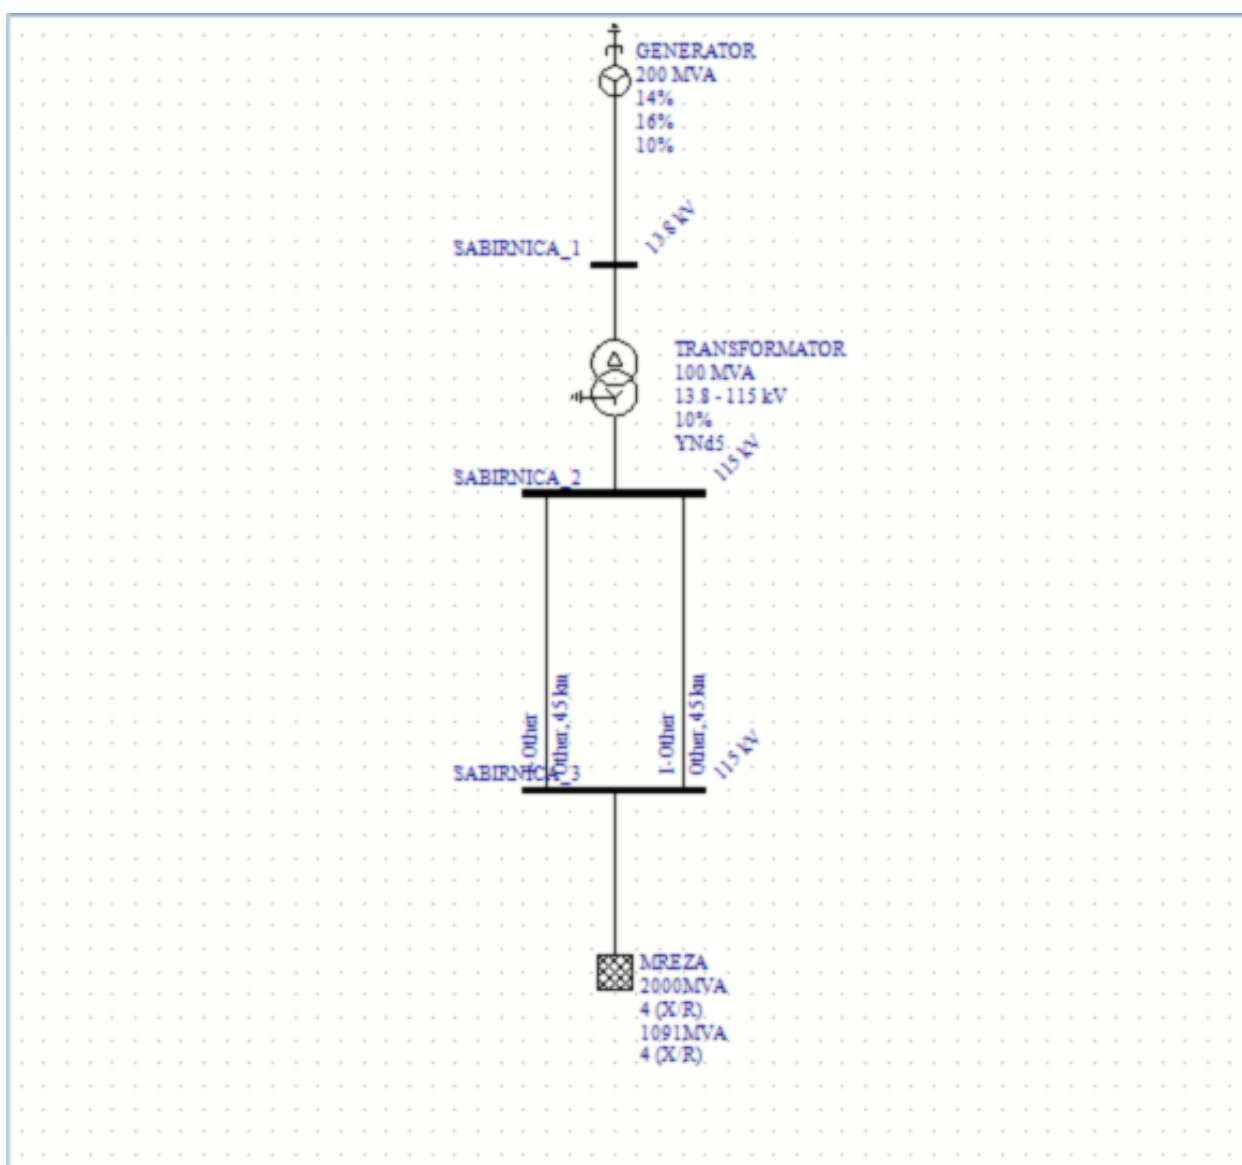 GENERATOR
200 MVA
14%
16%
10%
13.8 kV
SABIRNICA_1
TRANSFORMATOR
100 MVA
13.8 - 115 kV
10%
YNd5
115 kV
SABIRNICA_2
1- Other
Other, 45 km
1- Other
Other, 45 km
115 kV
SABIRNICA_3
MREZA
2000MVA
4 (X/R)
1091MVA
4 (X/R)